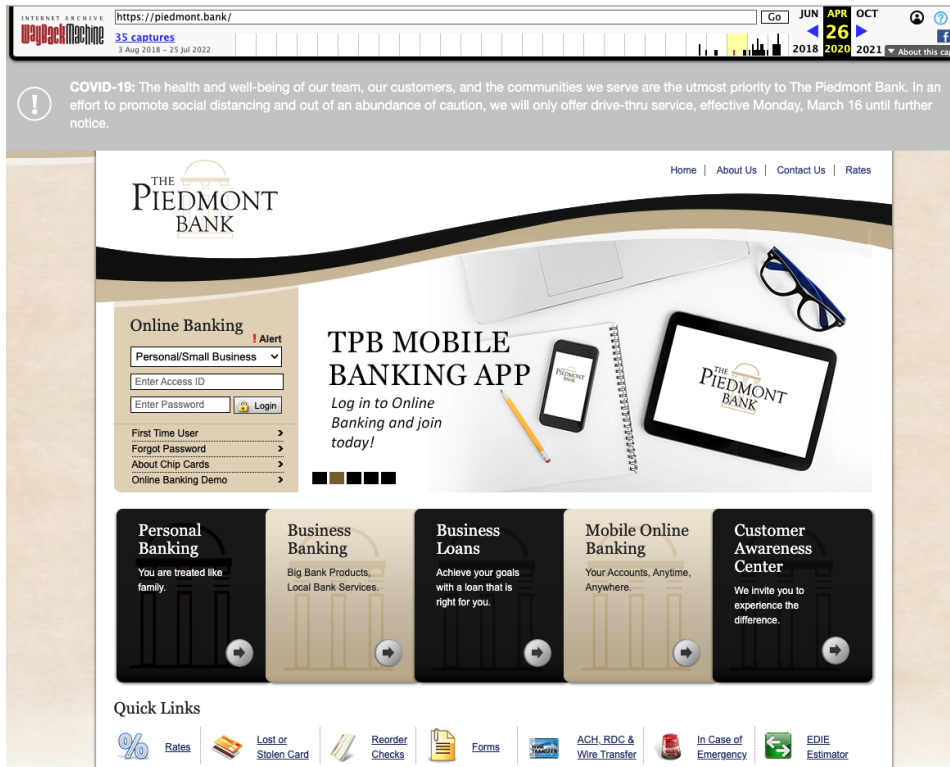 INTERNET ARCHIVE
WayBackMachine
https://piedmont.bank/
Go
JUN APR OCT
35 captures
26
3 Aug 2018 – 25 Jul 2022
2018 2020 2021
▼ About this cap
COVID-19: The health and well-being of our team, our customers, and the communities we serve are the utmost priority to The Piedmont Bank. In an
effort to promote social distancing and out of an abundance of caution, we will only offer drive-thru service, effective Monday, March 16 until further
notice.
THE
PIEDMONT
BANK
Home | About Us | Contact Us | Rates
Online Banking
! Alert
Personal/Small Business
Enter Access ID
Enter Password
Login
First Time User
Forgot Password
About Chip Cards
Online Banking Demo
TPB MOBILE
BANKING APP
Log in to Online
Banking and join
today!
THE
PIEDMONT
BANK
THE
PIEDMONT
BANK
Personal
Banking
You are treated like
family.
Business
Banking
Big Bank Products,
Local Bank Services.
Business
Loans
Achieve your goals
with a loan that is
right for you.
Mobile Online
Banking
Your Accounts, Anytime,
Anywhere.
Customer
Awareness
Center
We invite you to
experience the
difference.
Quick Links
Rates
Lost or
Stolen Card
Reorder
Checks
Forms
WIRE
TRANSFER
ACH, RDC &
Wire Transfer
In Case of
Emergency
EDIE
Estimator